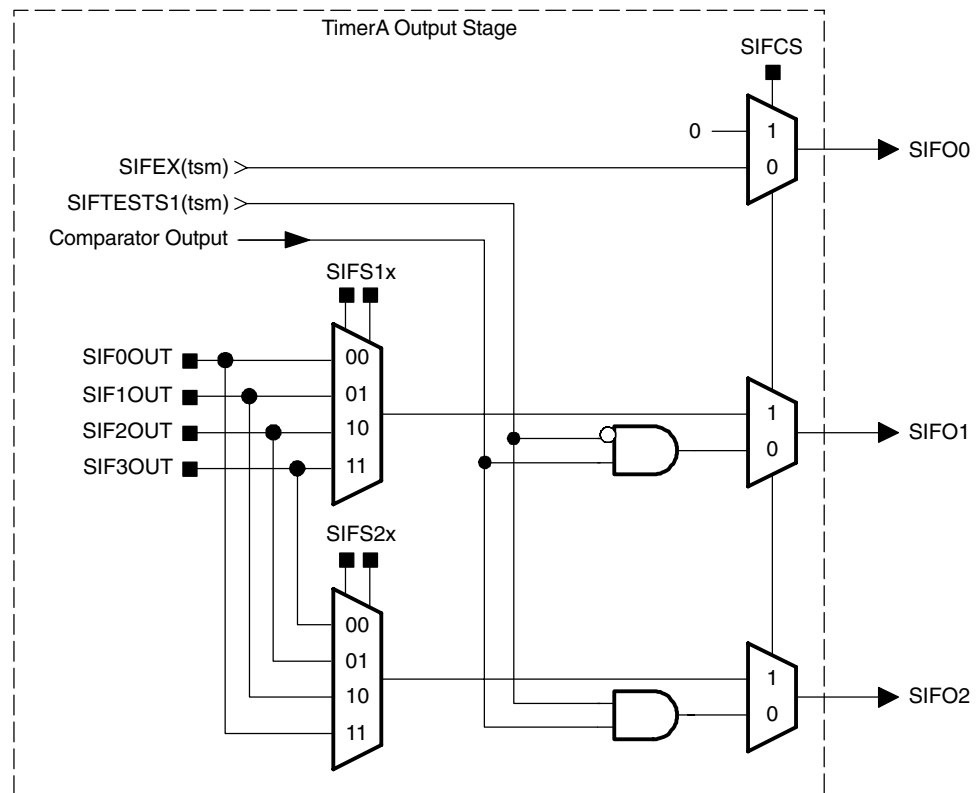 TimerA Output Stage
SIFCS
0
1
0
SIFO0
SIFEX(tsm)
SIFTESTS1(tsm)
Comparator Output
SIFS1x
SIF0OUT
SIF1OUT
SIF2OUT
SIF3OUT
00
01
10
11
1
0
SIFO1
SIFS2x
00
01
10
11
1
0
SIFO2